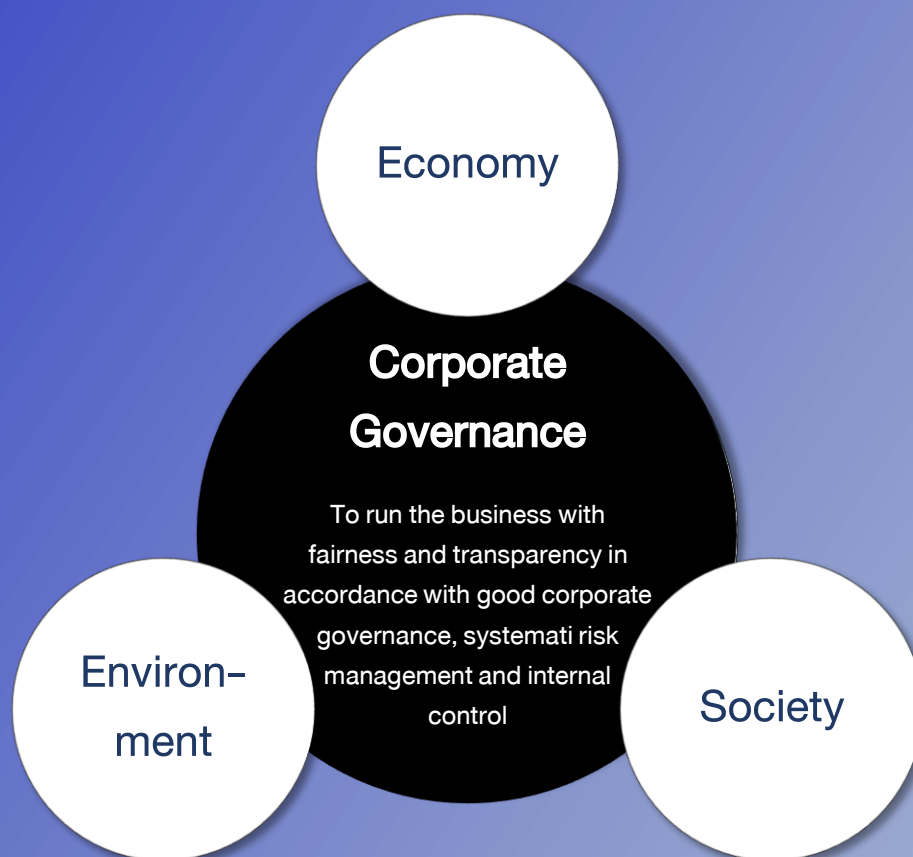 Economy
Corporate
Governance
To run the business with
fairness and transparency in
accordance with good corporate
governance, systemati risk
management and internal
control
Environ-
ment
Society